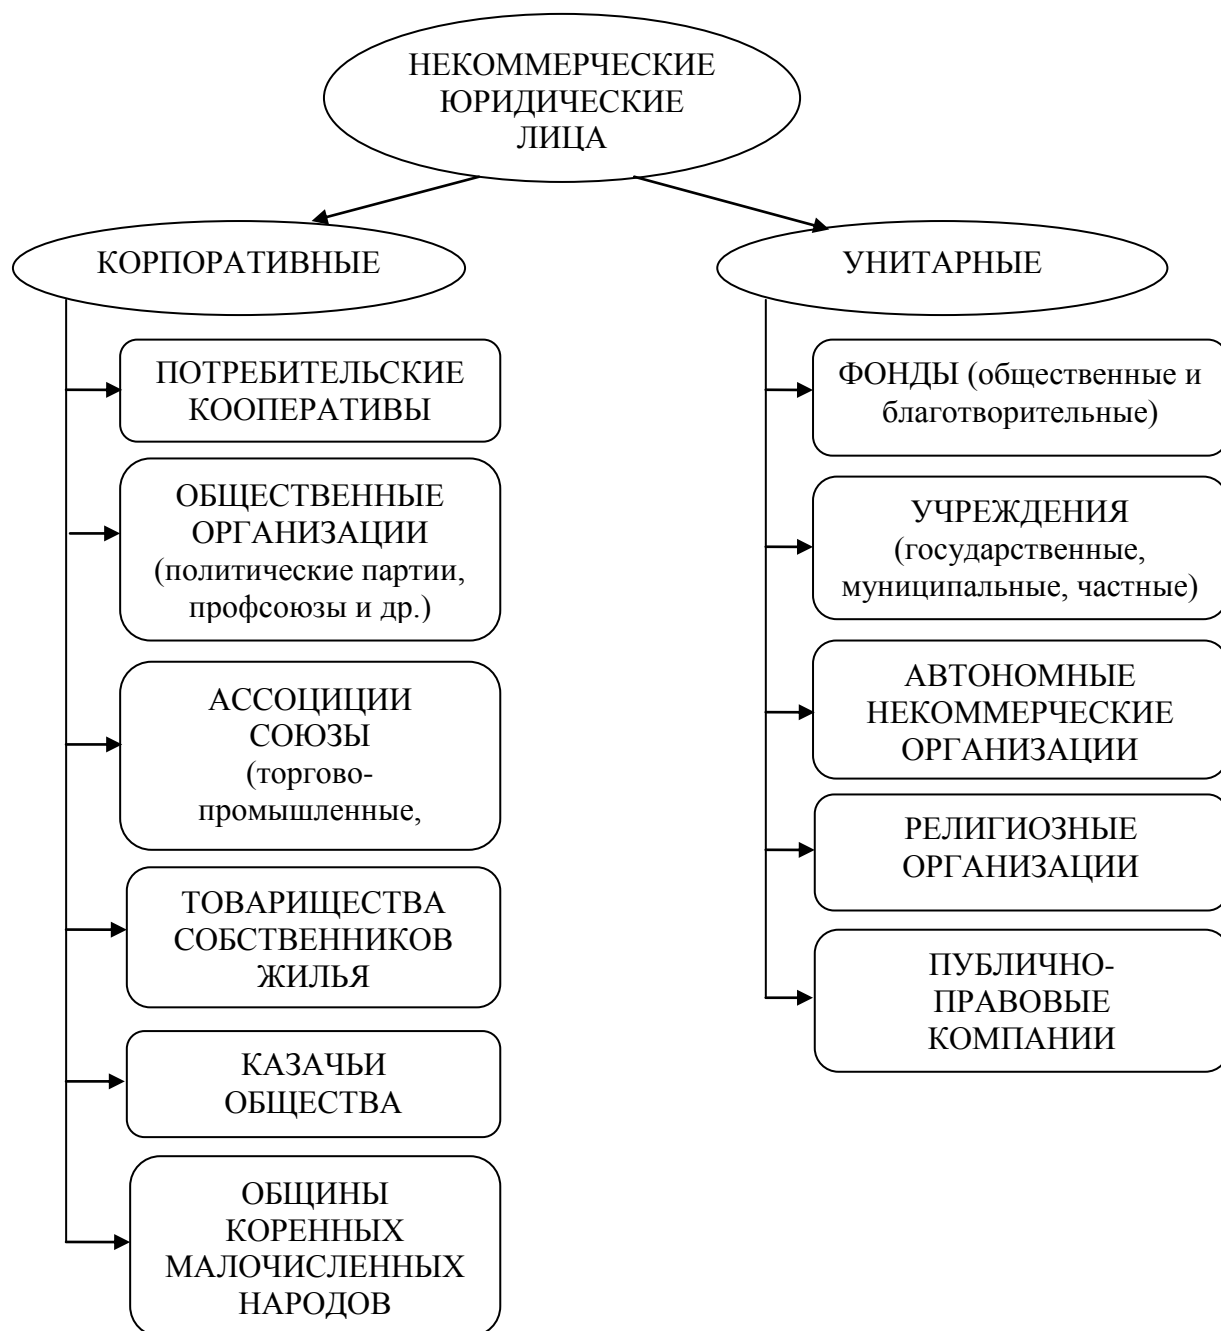 НЕКОММЕРЧЕСКИЕ
ЮРИДИЧЕСКИЕ
ЛИЦА
КОРПОРАТИВНЫЕ
ПОТРЕБИТЕЛЬСКИЕ
КООПЕРАТИВЫ
ОБЩЕСТВЕННЫЕ
ОРГАНИЗАЦИИ
(политические партии,
профсоюзы и др.)
АССОЦИЦИИ
СОЮЗЫ
(торгово-
промышленные,
ТОВАРИЩЕСТВА
СОБСТВЕННИКОВ
ЖИЛЬЯ
КАЗАЧЬИ
ОБЩЕСТВА
ОБЩИНЫ
КОРЕННЫХ
МАЛОЧИСЛЕННЫХ
НАРОДОВ
УНИТАРНЫЕ
ФОНДЫ (общественные и
благотворительные)
УЧРЕЖДЕНИЯ
(государственные,
муниципальные, частные)
АВТОНОМНЫЕ
НЕКОММЕРЧЕСКИЕ
ОРГАНИЗАЦИИ
РЕЛИГИОЗНЫЕ
ОРГАНИЗАЦИИ
ПУБЛИЧНО-
ПРАВОВЫЕ
КОМПАНИИ